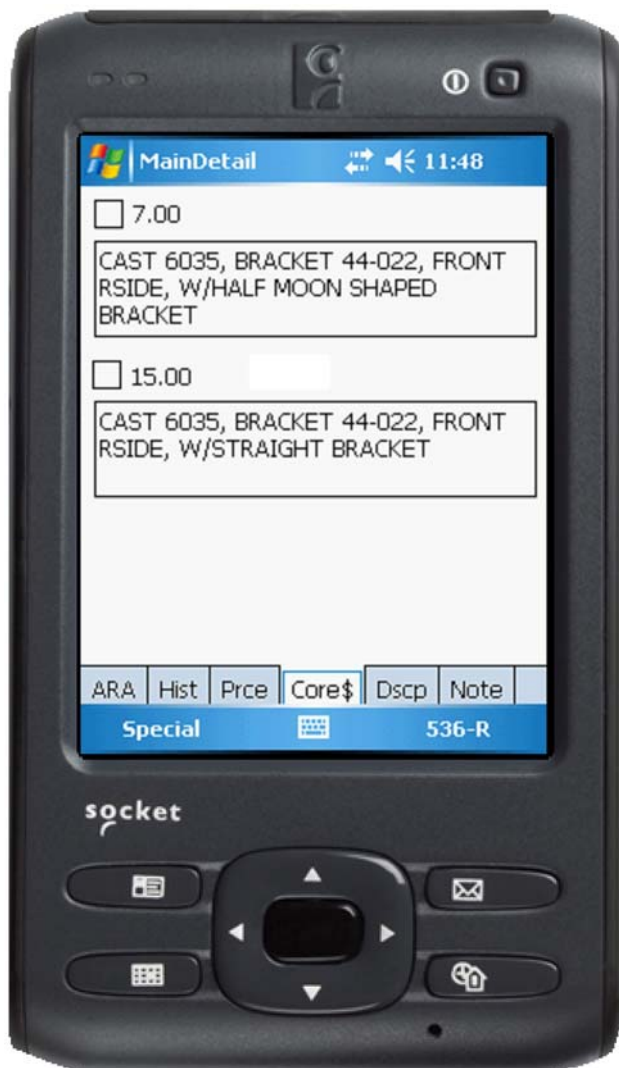 MainDetail 11:48
7.00
CAST 6035, BRACKET 44-022, FRONT
RSIDE, W/HALF MOON SHAPED
BRACKET
15.00
CAST 6035, BRACKET 44-022, FRONT
RSIDE, W/STRAIGHT BRACKET
ARA Hist Prce Core$ Dscp Note
Special 536-R
socket